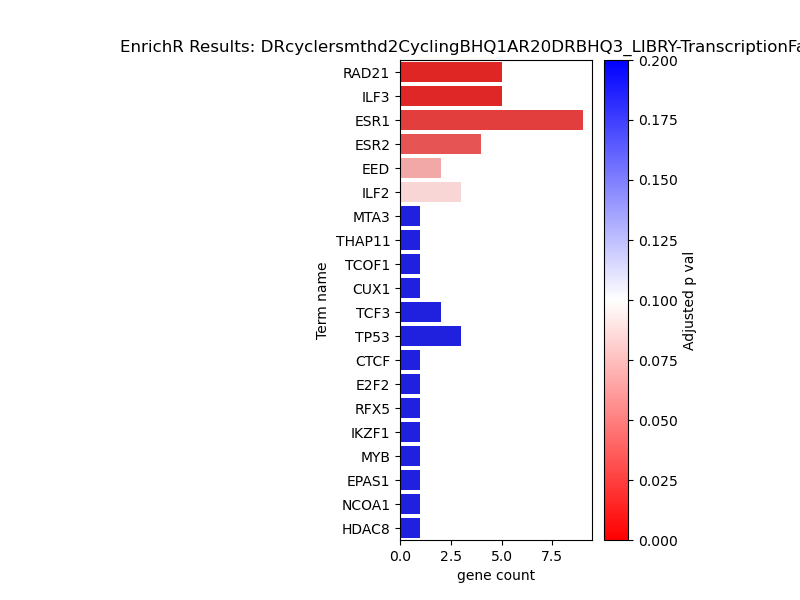 EnrichR Results: DRcyclersmthd2CyclingBHQ1AR20DRBHQ3_LIBRY-TranscriptionFa
RAD21
ILF3
ESR1
ESR2
EED
ILF2
MTA3
THAP11
TCOF1
CUX1
TCF3
TP53
CTCF
E2F2
RFX5
IKZF1
MYB
EPAS1
NCOA1
HDAC8
Term name
0.0 2.5 5.0 7.5
gene count
0.200
0.175
0.150
0.125
0.100
0.075
0.050
0.025
0.000
Adjusted p val